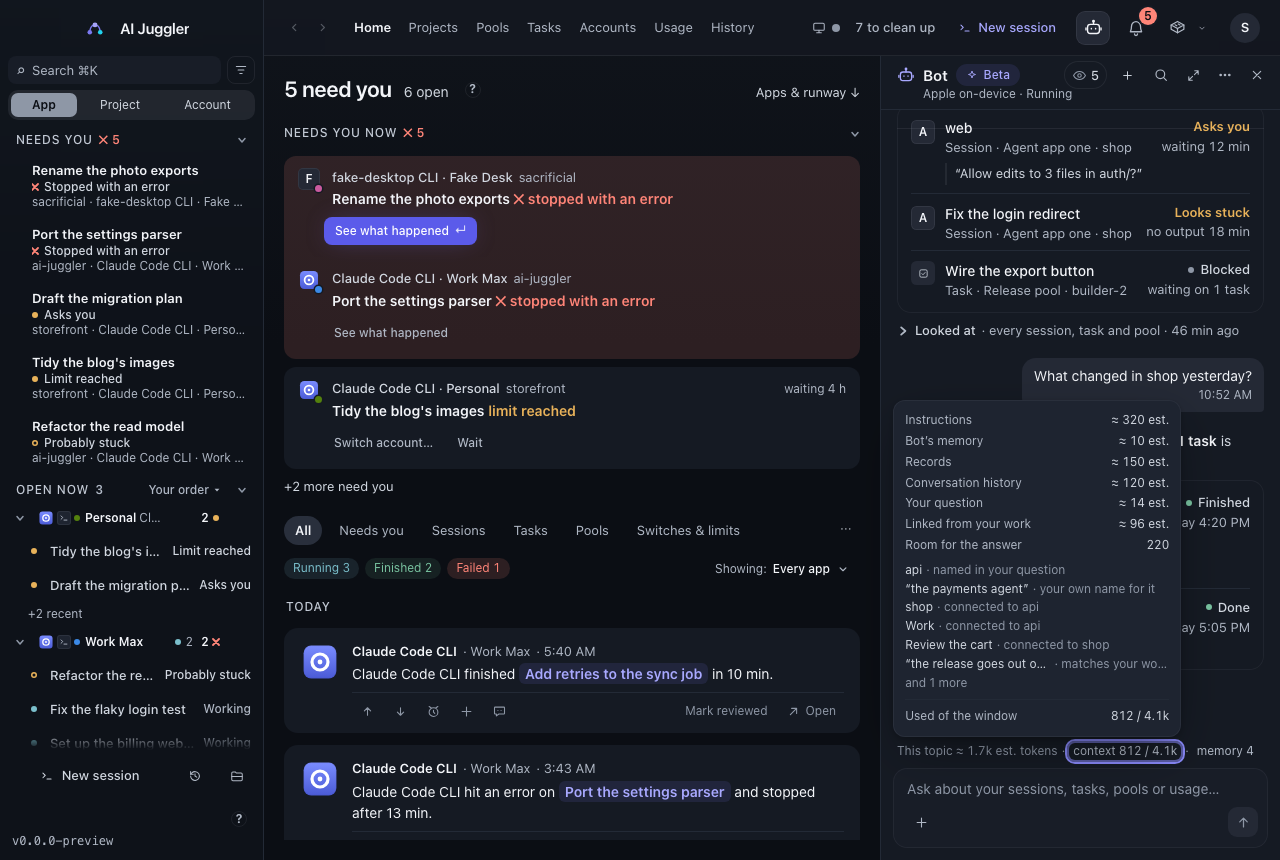 AI Juggler
Search ⌘K
App Project Account
NEEDS YOU 5
Rename the photo exports
Stopped with an error
sacrificial · fake-desktop CLI · Fake ...
Port the settings parser
Stopped with an error
ai-juggler · Claude Code CLI · Work ...
Draft the migration plan
Asks you
storefront · Claude Code CLI · Perso...
Tidy the blog's images
Limit reached
storefront · Claude Code CLI · Perso...
Refactor the read model
Probably stuck
ai-juggler · Claude Code CLI · Work ...
OPEN NOW 3 Your order
Personal Cl... 2
Tidy the blog's i... Limit reached
Draft the migration p... Asks you
+2 recent
Work Max 2 2
Refactor the re... Probably stuck
Fix the flaky login test Working
Set up the billing web... Working
New session
?
v0.0.0-preview
Home Projects Pools Tasks Accounts Usage History
7 to clean up
New session
5
S
5 need you 6 open ?
Apps & runway ↓
NEEDS YOU NOW 5
F
fake-desktop CLI · Fake Desk sacrificial
Rename the photo exports stopped with an error
See what happened ↵
Claude Code CLI · Work Max ai-juggler
Port the settings parser stopped with an error
See what happened
Claude Code CLI · Personal storefront waiting 4 h
Tidy the blog's images limit reached
Switch account... Wait
+2 more need you
All Needs you Sessions Tasks Pools Switches & limits ...
Running 3 Finished 2 Failed 1 Showing: Every app
TODAY
Claude Code CLI · Work Max · 5:40 AM
Claude Code CLI finished Add retries to the sync job in 10 min.
Mark reviewed Open
Claude Code CLI · Work Max · 3:43 AM
Claude Code CLI hit an error on Port the settings parser and stopped
after 13 min.
Bot Beta 5
Apple on-device · Running
A web Asks you
Session · Agent app one · shop waiting 12 min
“Allow edits to 3 files in auth/?”
A Fix the login redirect Looks stuck
Session · Agent app one · shop no output 18 min
Wire the export button Blocked
Task · Release pool · builder-2 waiting on 1 task
Looked at · every session, task and pool · 46 min ago
What changed in shop yesterday?
10:52 AM
task is
Finished
ay 4:20 PM
Done
ay 5:05 PM
Instructions ≈ 320 est.
Bot's memory ≈ 10 est.
Records ≈ 150 est.
Conversation history ≈ 120 est.
Your question ≈ 14 est.
Linked from your work ≈ 96 est.
Room for the answer 220
api · named in your question
“the payments agent” · your own name for it
shop · connected to api
Work · connected to api
Review the cart · connected to shop
“the release goes out o... · matches your wo...
and 1 more
Used of the window 812 / 4.1k
This topic ≈ 1.7k est. tokens · context 812 / 4.1k · memory 4
Ask about your sessions, tasks, pools or usage...